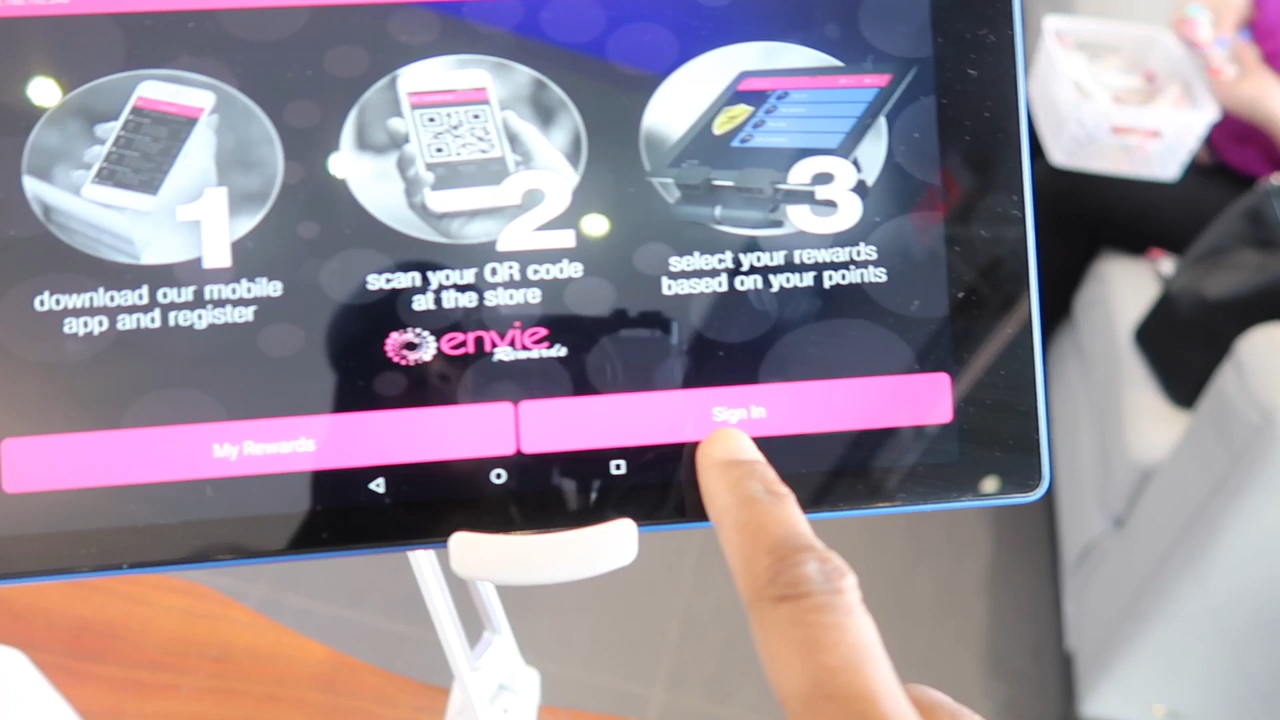 1
download our mobile
app and register
2
scan your QR code
at the store
3
select your rewards
based on your points
envie
Rewards
My Rewards
Sign In